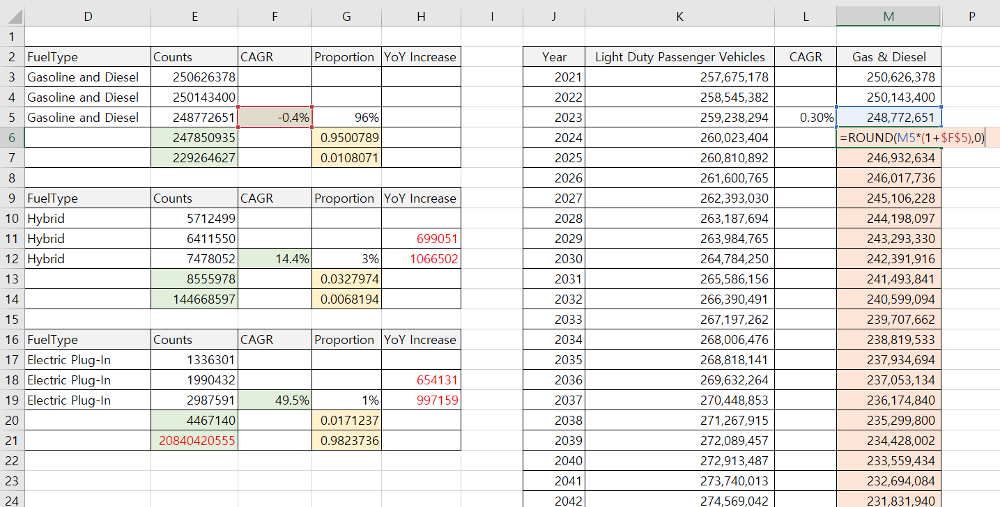 D E F G H I J K L M P
1
2 FuelType Counts CAGR Proportion YoY Increase Year Light Duty Passenger Vehicles CAGR Gas & Diesel
3 Gasoline and Diesel 250626378 2021 257,675,178 250,626,378
4 Gasoline and Diesel 250143400 2022 258,545,382 250,143,400
5 Gasoline and Diesel 248772651 -0.4% 96% 2023 259,238,294 0.30% 248,772,651
6 247850935 0.9500789 2024 260,023,404 =ROUND(M5*(1+$F$5),0)
7 229264627 0.0108071 2025 260,810,892 246,932,634
8 2026 261,600,765 246,017,736
9 FuelType Counts CAGR Proportion YoY Increase 2027 262,393,030 245,106,228
10 Hybrid 5712499 2028 263,187,694 244,198,097
11 Hybrid 6411550 699051 2029 263,984,765 243,293,330
12 Hybrid 7478052 14.4% 3% 1066502 2030 264,784,250 242,391,916
13 8555978 0.0327974 2031 265,586,156 241,493,841
14 144668597 0.0068194 2032 266,390,491 240,599,094
15 2033 267,197,262 239,707,662
16 FuelType Counts CAGR Proportion YoY Increase 2034 268,006,476 238,819,533
17 Electric Plug-In 1336301 2035 268,818,141 237,934,694
18 Electric Plug-In 1990432 654131 2036 269,632,264 237,053,134
19 Electric Plug-In 2987591 49.5% 1% 997159 2037 270,448,853 236,174,840
20 4467140 0.0171237 2038 271,267,915 235,299,800
21 20840420555 0.9823736 2039 272,089,457 234,428,002
22 2040 272,913,487 233,559,434
23 2041 273,740,013 232,694,084
24 2042 274,569,042 231,831,940